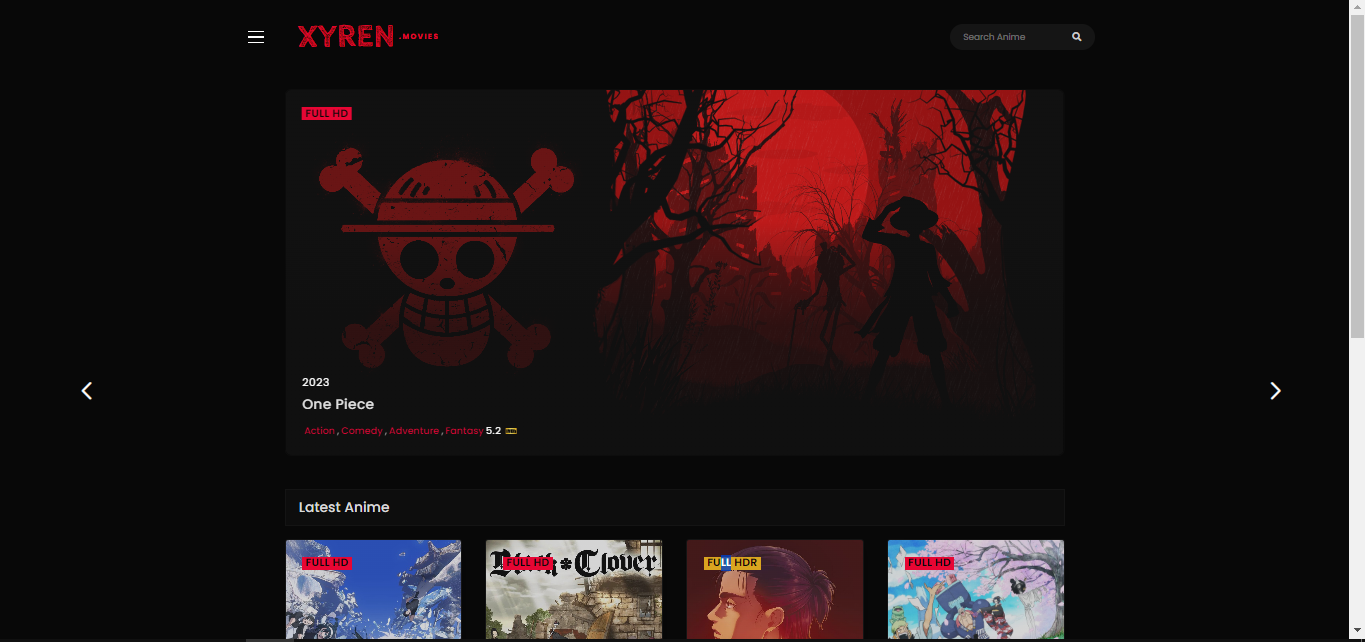 XYREN .MOVIES
Search Anime
FULL HD
2023
One Piece
Action , Comedy , Adventure , Fantasy 5.2
Latest Anime
FULL HD
Black Clover
FULL HD
FULL HDR
FULL HD